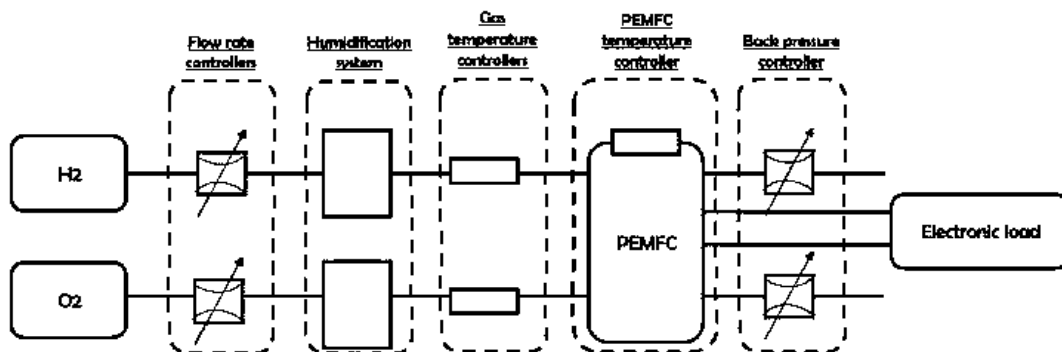 Flow rate
controllers
Humidification
system
Gas
temperature
controllers
PEMFC
temperature
controller
Back pressure
controller
H2
O2
PEMFC
Electronic load